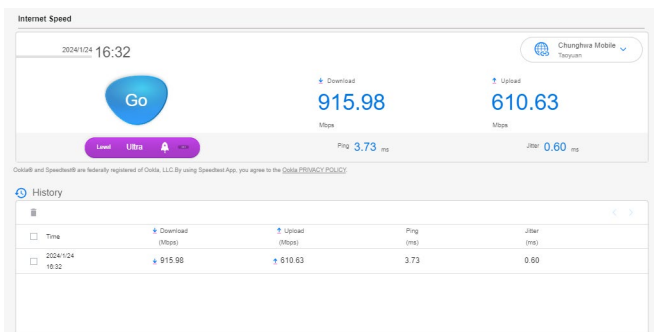 Internet Speed
2024/1/24 16:32
Chunghwa Mobile
Taoyuan
Go
Download
Upload
915.98
610.63
Mbps
Mbps
Level Ultra
Ping 3.73 ms
Jitter 0.60 ms
Ookla® and Speedtest® are federally registered of Ookla, LLC.By using Speedtest App, you agree to the Ookla PRIVACY POLICY.
History
Time
Download
(Mbps)
Upload
(Mbps)
Ping
(ms)
Jitter
(ms)
2024/1/24
16:32
915.98
610.63
3.73
0.60